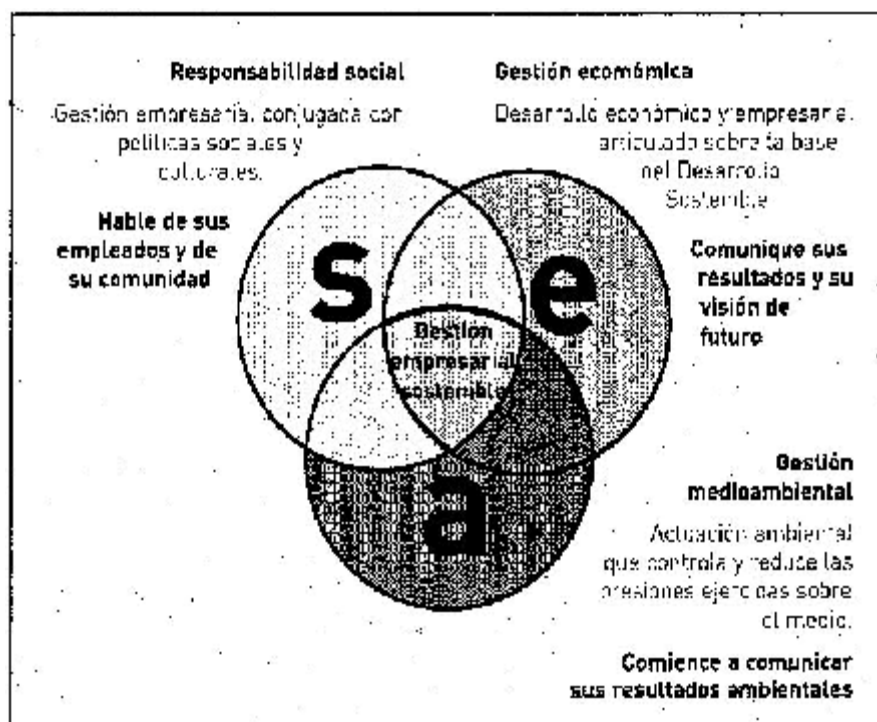 Responsabilidad social
Gestión empresarial conjugada con
políticas sociales y
culturales.
Hable de sus
empleados y de
su comunidad
Gestión económica
Desarrollo económico y empresarial
articulado sobre la base
del Desarrollo
Sostenible
Comunique sus
resultados y su
visión de
futuro
s
e
Gestión
empresarial
sostenible
a
Gestión
medioambiental
Actuación ambiental
que controla y reduce las
presiones ejercidas sobre
el medio.
Comience a comunicar
sus resultados ambientales